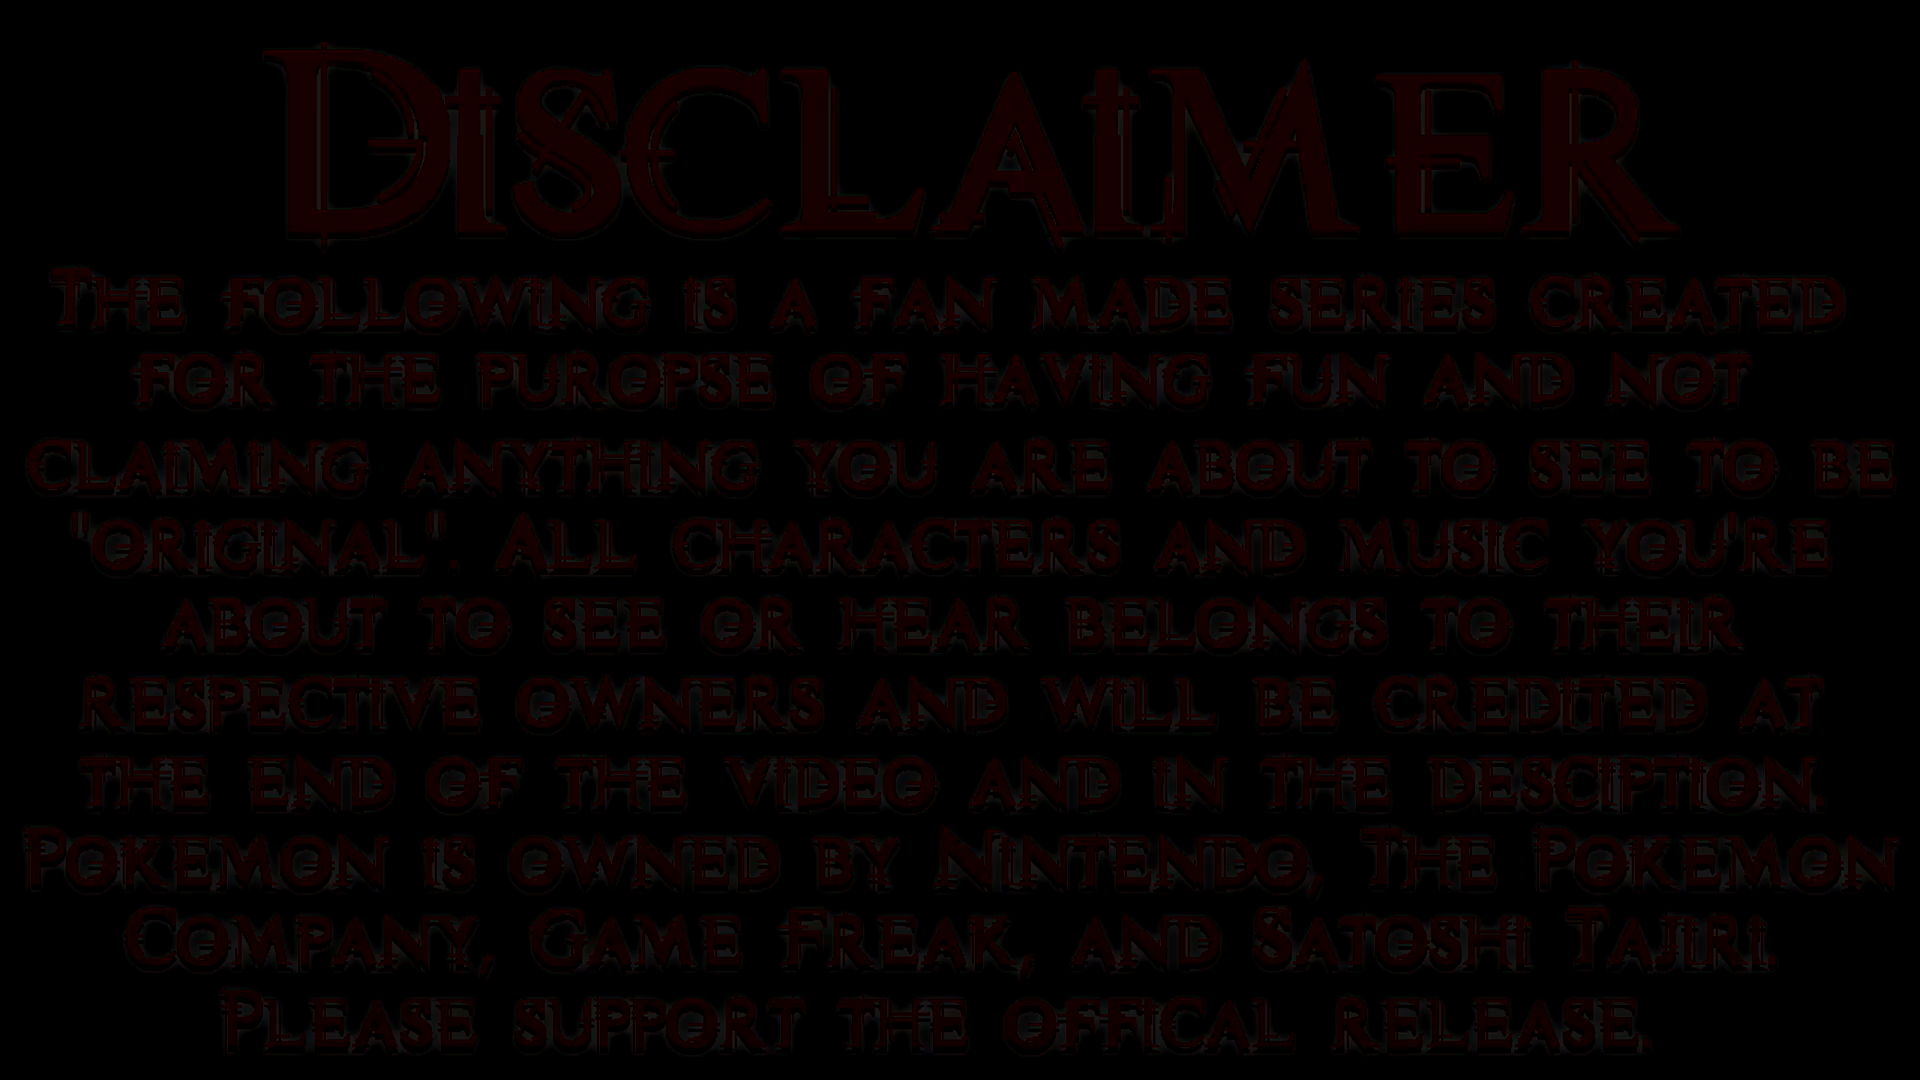 Disclaimer
The following is a fan made series created
for the puropse of having fun and not
claiming anything you are about to see to be
"original". All characters and music you're
about to see or hear belongs to their
respective owners and will be credited at
the end of the video and in the desciption.
Pokemon is owned by Nintendo, The Pokemon
Company, Game Freak, and Satoshi Tajiri.
Please support the offical release.